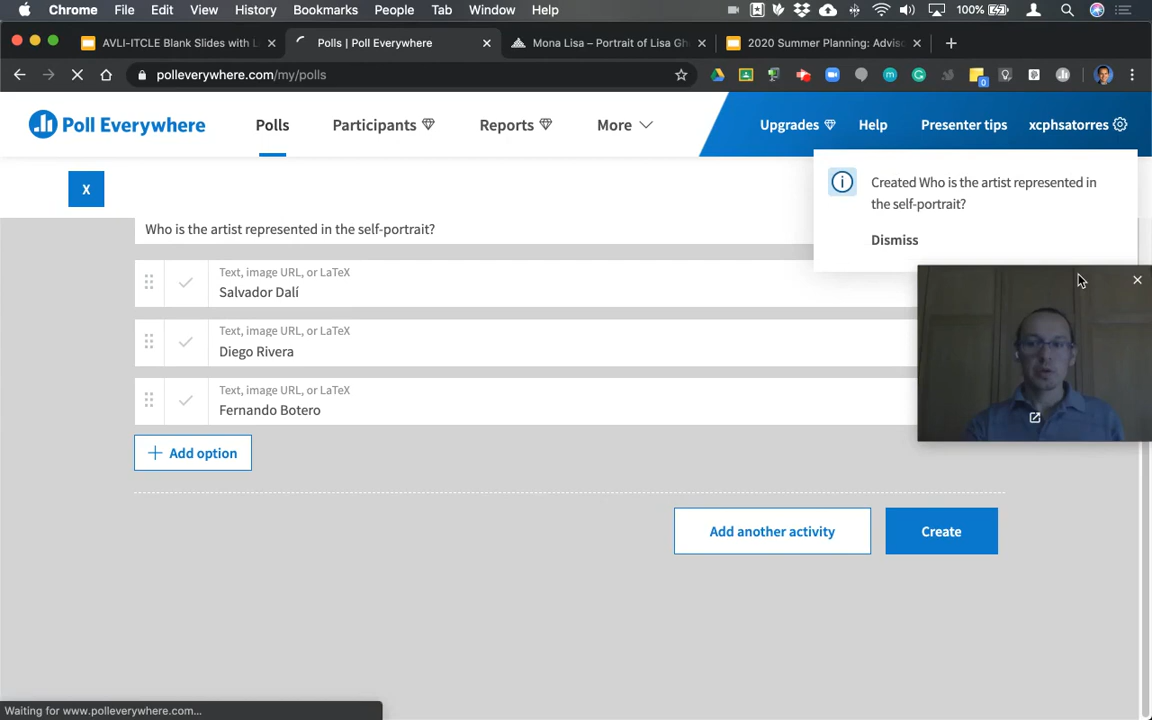 Chrome File Edit View History Bookmarks People Tab Window Help 100%
AVLI-ITCLE Blank Slides with L
Polls | Poll Everywhere
Mona Lisa – Portrait of Lisa Gh
2020 Summer Planning: Adviso
polleverywhere.com/my/polls
0
Poll Everywhere
Polls
Participants
Reports
More
Upgrades
Help
Presenter tips
xcphsatorres
X
Created Who is the artist represented in
the self-portrait?
Dismiss
Who is the artist represented in the self-portrait?
Text, image URL, or LaTeX
Salvador Dalí
Text, image URL, or LaTeX
Diego Rivera
Text, image URL, or LaTeX
Fernando Botero
Add option
Add another activity
Create
Waiting for www.polleverywhere.com...